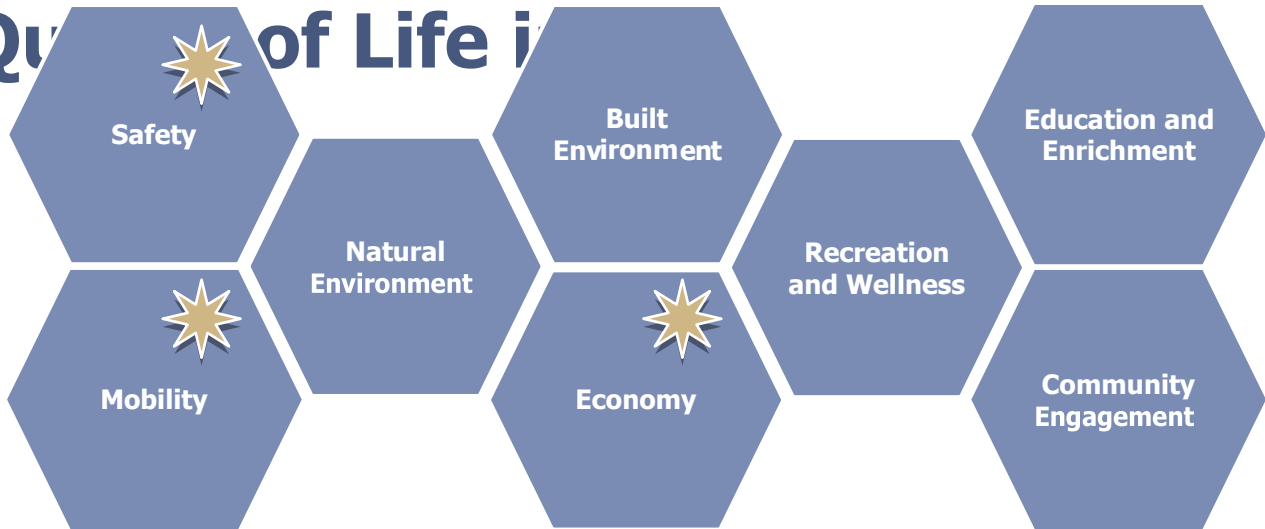 of Life
Safety
Built
Environment
Education and
Enrichment
Natural
Environment
Recreation
and Wellness
Mobility
Economy
Community
Engagement